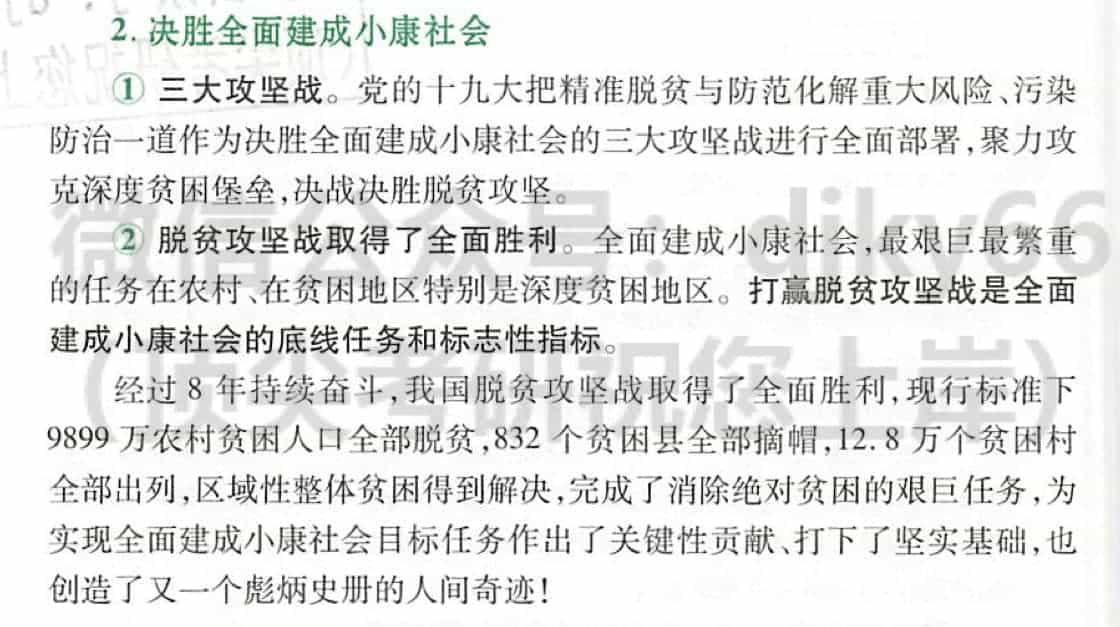 2. 决胜全面建成小康社会
① 三大攻坚战。党的十九大把精准脱贫与防范化解重大风险、污染
防治一道作为决胜全面建成小康社会的三大攻坚战进行全面部署,聚力攻
克深度贫困堡垒,决战决胜脱贫攻坚。
微信公众号：djky66
② 脱贫攻坚战取得了全面胜利。全面建成小康社会,最艰巨最繁重
的任务在农村、在贫困地区特别是深度贫困地区。打赢脱贫攻坚战是全面
建成小康社会的底线任务和标志性指标。
(顶尖考研祝您上岸)
经过 8 年持续奋斗,我国脱贫攻坚战取得了全面胜利,现行标准下
9899 万农村贫困人口全部脱贫,832 个贫困县全部摘帽,12.8 万个贫困村
全部出列,区域性整体贫困得到解决,完成了消除绝对贫困的艰巨任务,为
实现全面建成小康社会目标任务作出了关键性贡献、打下了坚实基础,也
创造了又一个彪炳史册的人间奇迹!